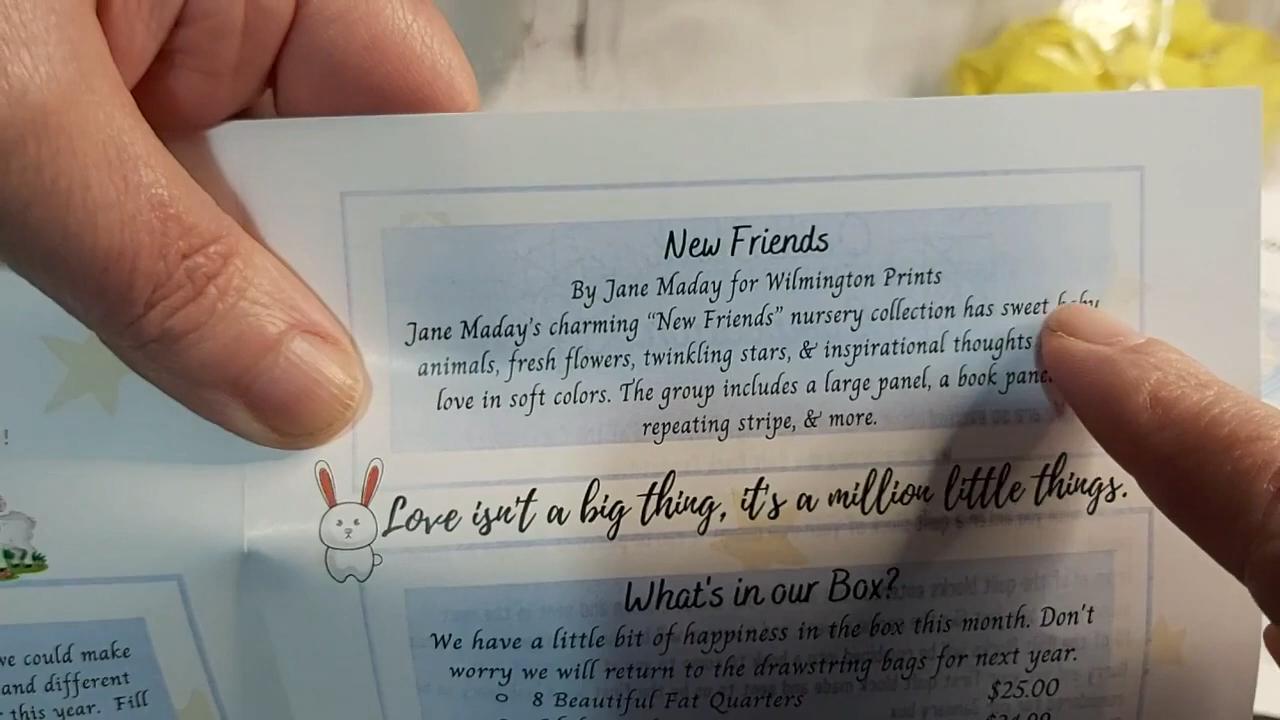 New Friends
By Jane Maday for Wilmington Prints
Jane Maday's charming “New Friends” nursery collection has sweet baby
animals, fresh flowers, twinkling stars, & inspirational thoughts
love in soft colors. The group includes a large panel, a book pane
repeating stripe, & more.
Love isn't a big thing, it's a million little things.
What's in our Box?
We have a little bit of happiness in the box this month. Don't
worry we will return to the drawstring bags for next year.
8 Beautiful Fat Quarters $25.00
!
we could make
and different
this year. Fill